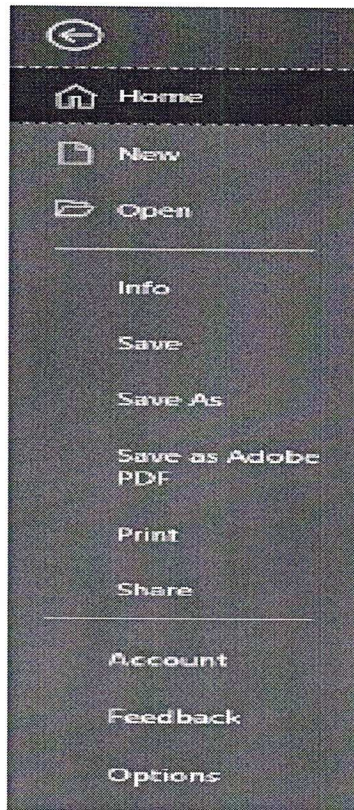 Home
New
Open
Info
Save
Save As
Save as Adobe
PDF
Print
Share
Account
Feedback
Options